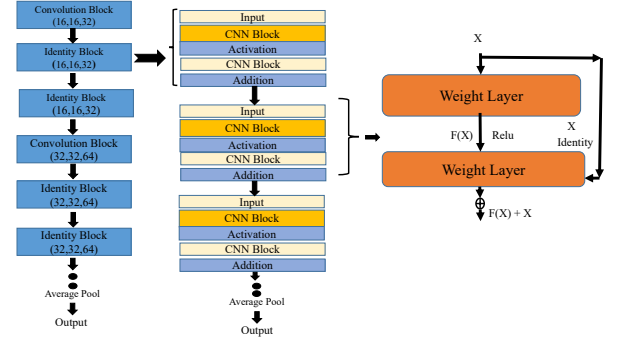 Convolution Block
(16,16,32)
Identity Block
(16,16,32)
Identity Block
(16,16,32)
Convolution Block
(32,32,64)
Identity Block
(32,32,64)
Identity Block
(32,32,64)
Average Pool
Output
Input
CNN Block
Activation
CNN Block
Addition
Input
CNN Block
Activation
CNN Block
Addition
Input
CNN Block
Activation
CNN Block
Addition
Average Pool
Output
X
Weight Layer
F(X) Relu
X
Identity
Weight Layer
F(X) + X